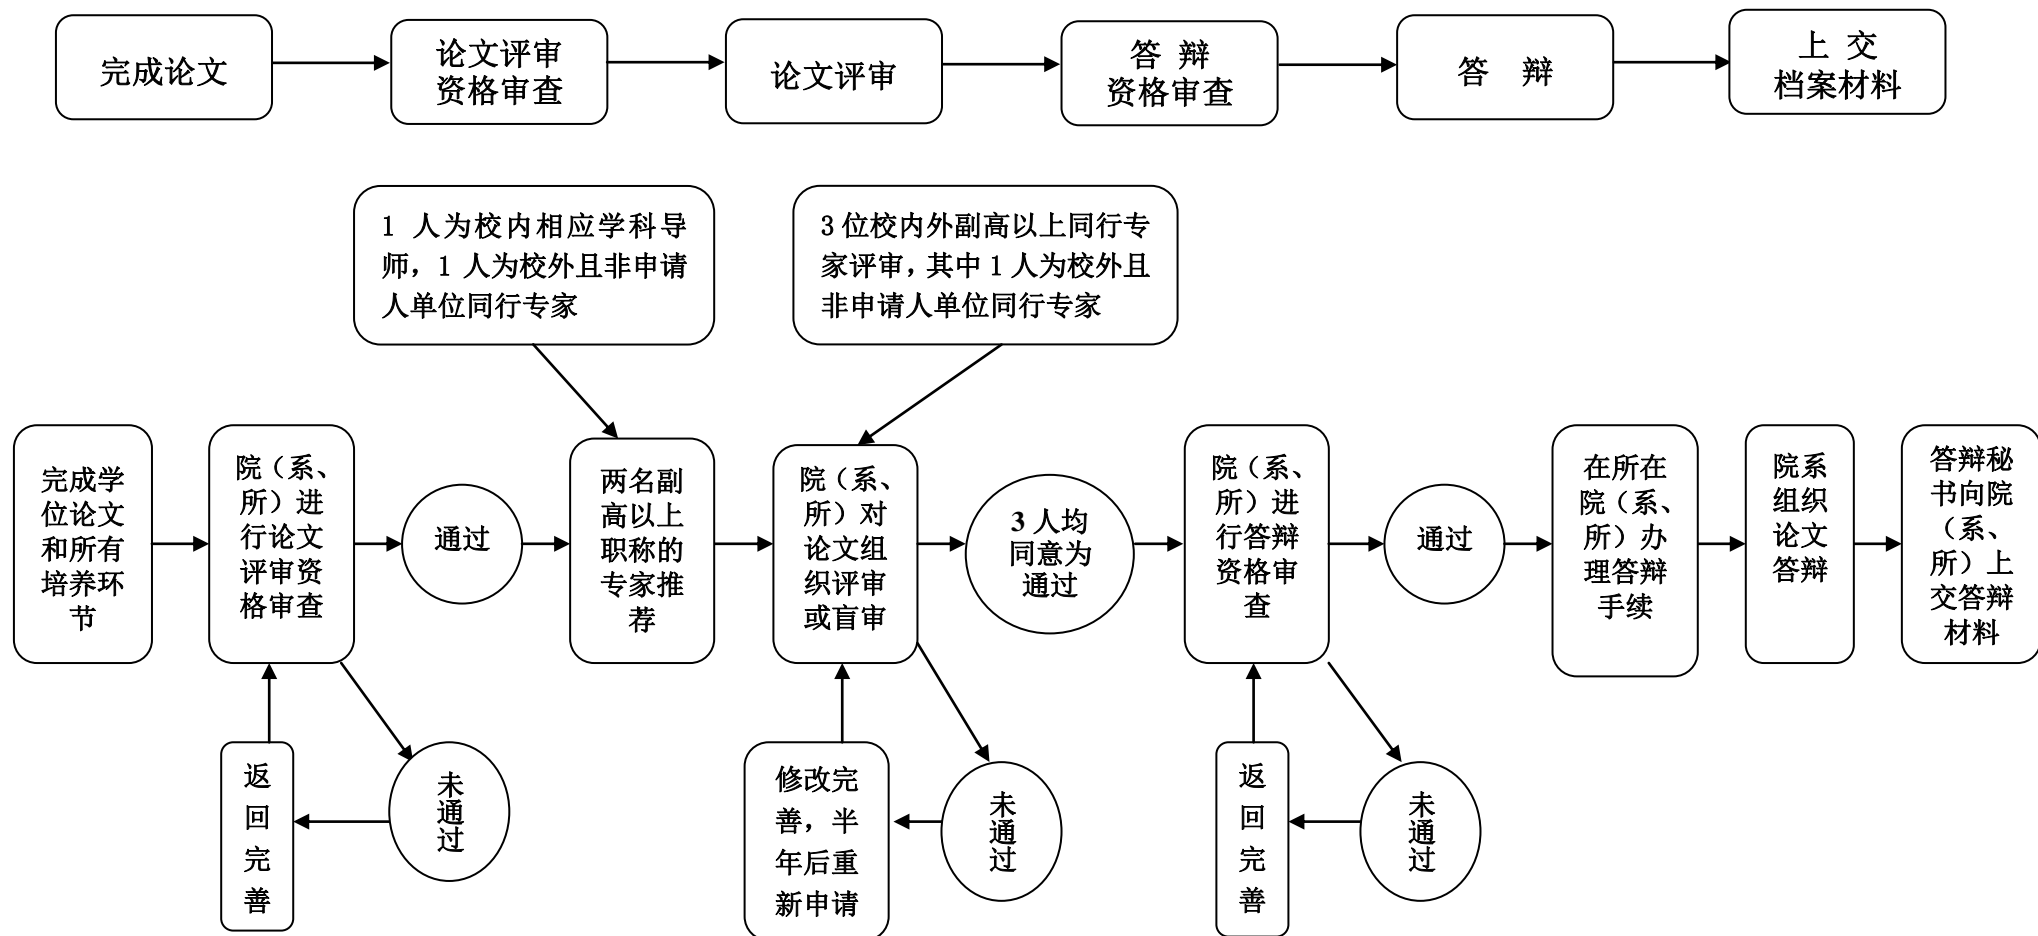 完成论文
论文评审
资格审查
论文评审
答 辩
资格审查
答 辩
上 交
档案材料
1 人为校内相应学科导
师，1 人为校外且非申请
人单位同行专家
3 位校内外副高以上同行专
家评审，其中 1 人为校外且
非申请人单位同行专家
完成学
位论文
和所有
培养环
节
院（系、
所）进
行论文
评审资
格审查
通过
两名副
高以上
职称的
专家推
荐
院（系、
所）对
论文组
织评审
或盲审
3 人均
同意为
通过
院（系、
所）进
行答辩
资格审
查
通过
在所在
院（系、
所）办
理答辩
手续
院系
组织
论文
答辩
答辩秘
书向院
（系、
所）上
交答辩
材料
返
回
完
善
未
通
过
修改完
善，半
年后重
新申请
未
通
过
返
回
完
善
未
通
过